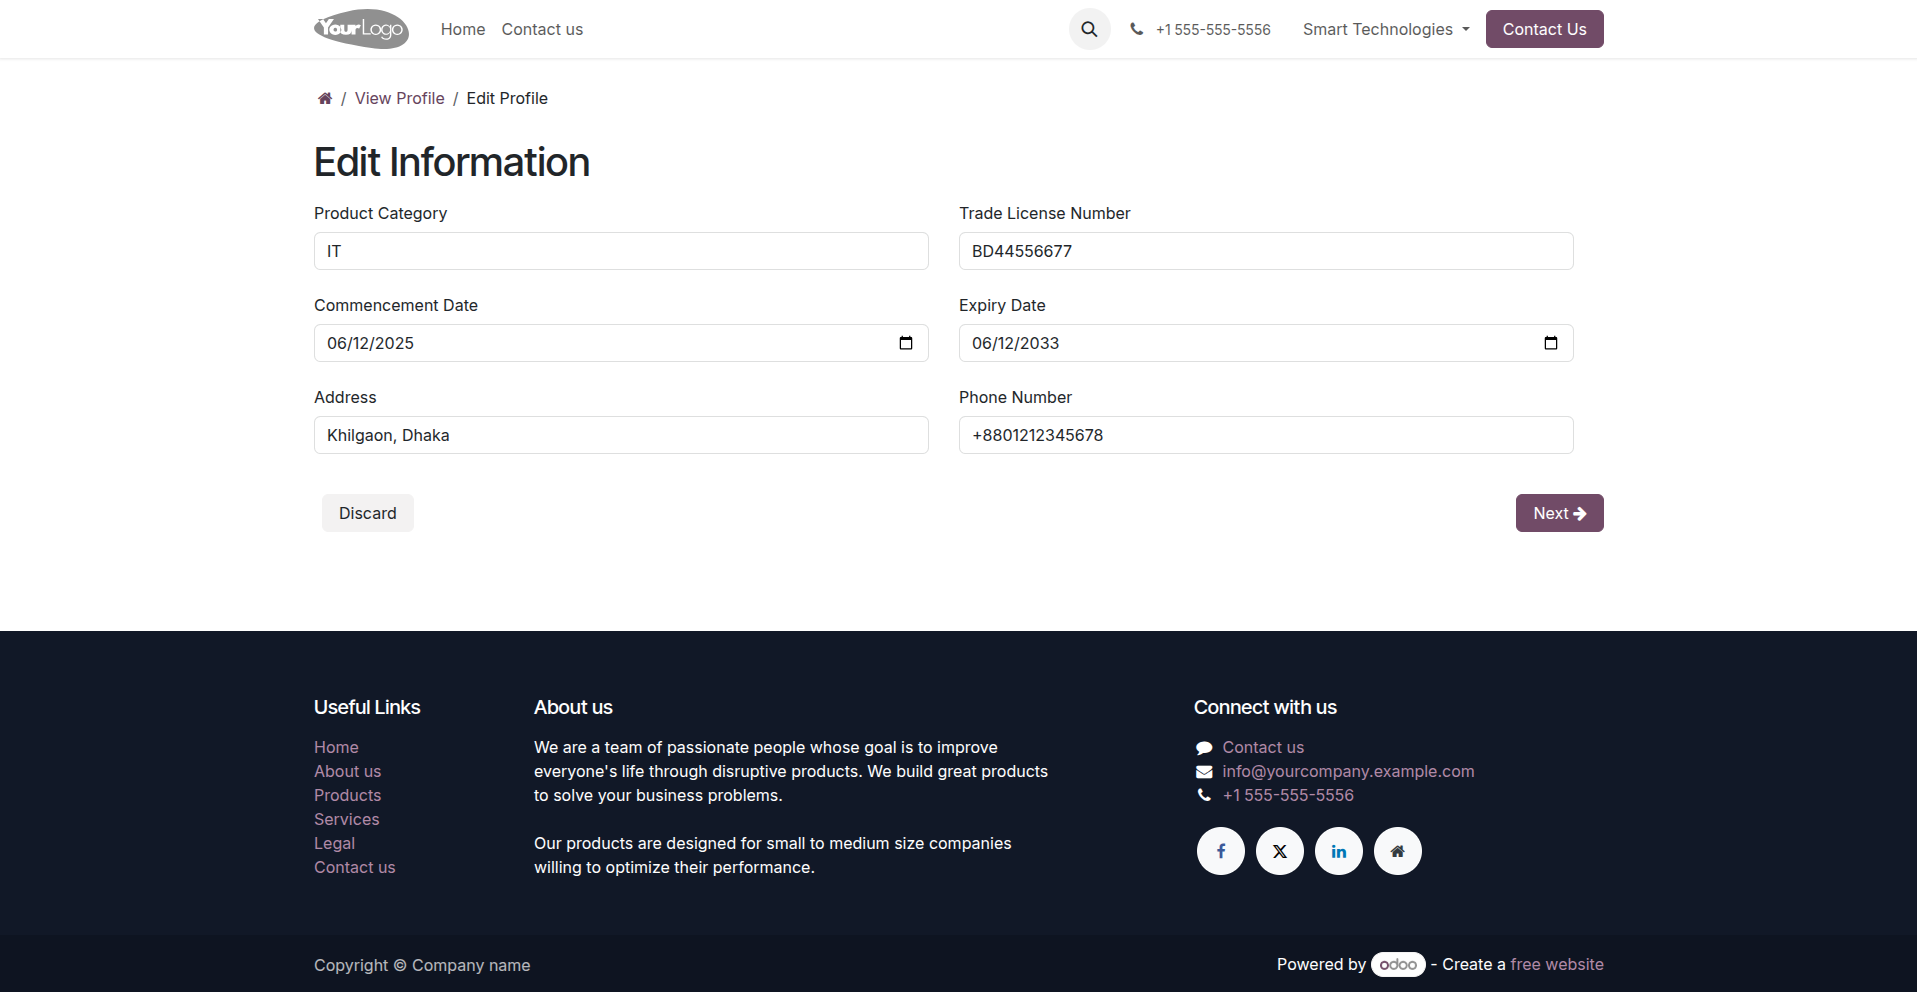 YourLogo
Home
Contact us
+1 555-555-5556
Smart Technologies
Contact Us
/ View Profile / Edit Profile
Edit Information
Product Category
Trade License Number
IT
BD44556677
Commencement Date
Expiry Date
06/12/2025
06/12/2033
Address
Phone Number
Khilgaon, Dhaka
+8801212345678
Discard
Next
Useful Links
Home
About us
Products
Services
Legal
Contact us
About us
We are a team of passionate people whose goal is to improve
everyone's life through disruptive products. We build great products
to solve your business problems.
Our products are designed for small to medium size companies
willing to optimize their performance.
Connect with us
Contact us
info@yourcompany.example.com
+1 555-555-5556
Copyright © Company name
Powered by odoo - Create a free website